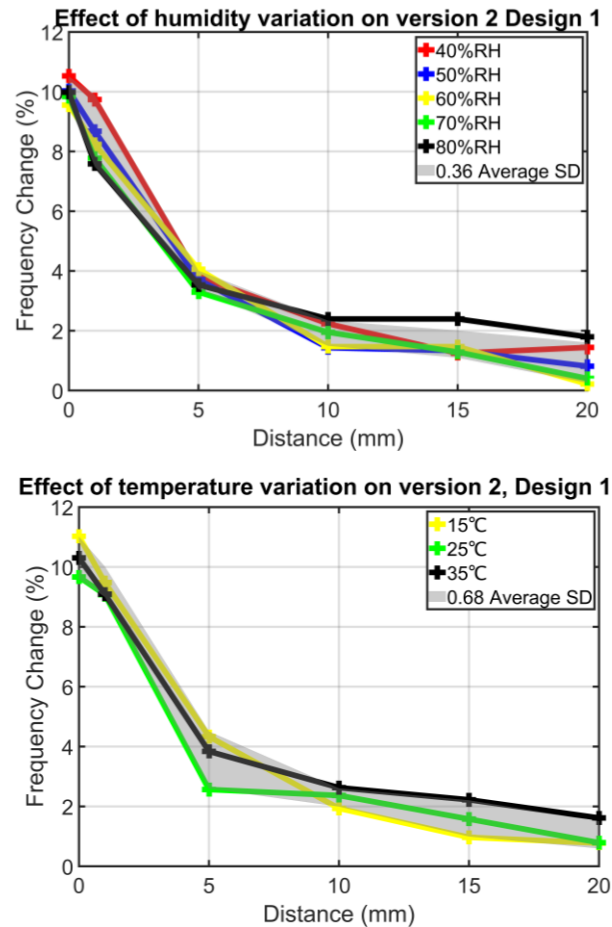 Effect of humidity variation on version 2 Design 1
12
10
8
6
4
2
0
Frequency Change (%)
40%RH
50%RH
60%RH
70%RH
80%RH
0.36 Average SD
0 5 10 15 20
Distance (mm)
Effect of temperature variation on version 2, Design 1
12
10
8
6
4
2
0
Frequency Change (%)
15℃
25℃
35℃
0.68 Average SD
0 5 10 15 20
Distance (mm)